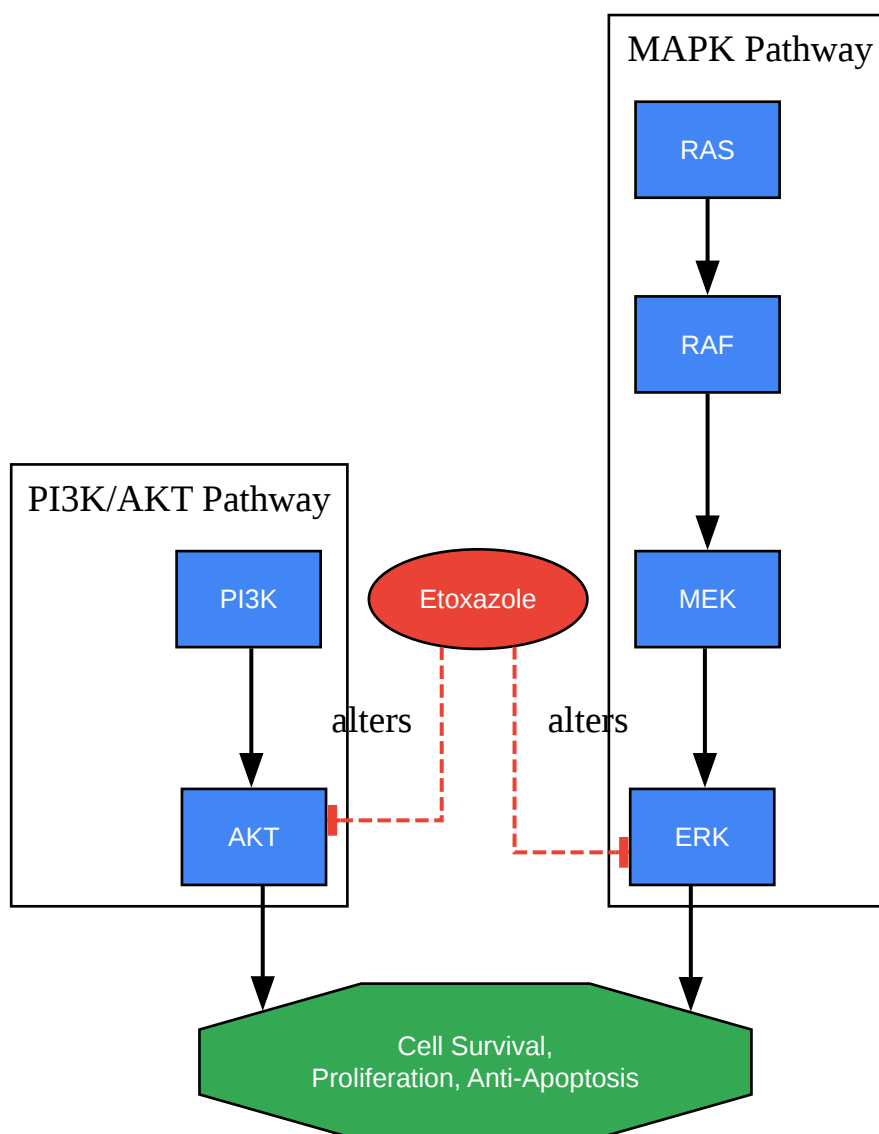 MAPK Pathway
RAS
RAF
PI3K/AKT Pathway
PI3K
Etoxazole
MEK
alters
alters
AKT
ERK
Cell Survival,
Proliferation, Anti-Apoptosis